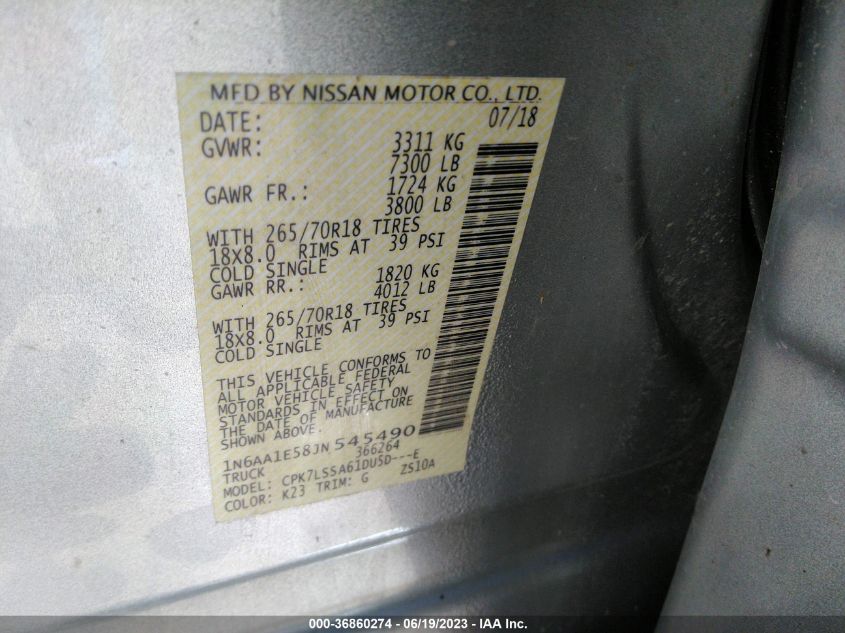 MFD BY NISSAN MOTOR CO., LTD.
DATE: 07/18
GVWR: 3311 KG
7300 LB
GAWR FR.: 1724 KG
3800 LB
WITH 265/70R18 TIRES
18X8.0 RIMS AT 39 PSI
COLD SINGLE
GAWR RR.: 1820 KG
4012 LB
WITH 265/70R18 TIRES
18X8.0 RIMS AT 39 PSI
COLD SINGLE
THIS VEHICLE CONFORMS TO
ALL APPLICABLE FEDERAL
MOTOR VEHICLE SAFETY
STANDARDS IN EFFECT ON
THE DATE OF MANUFACTURE
SHOWN ABOVE.
1N6AA1E58JN 545490
TRUCK 366264
MODEL: CPK7LSSA61DU5D---E
COLOR: K23 TRIM: G ZS10A
000-36860274 - 06/19/2023 - IAA Inc.